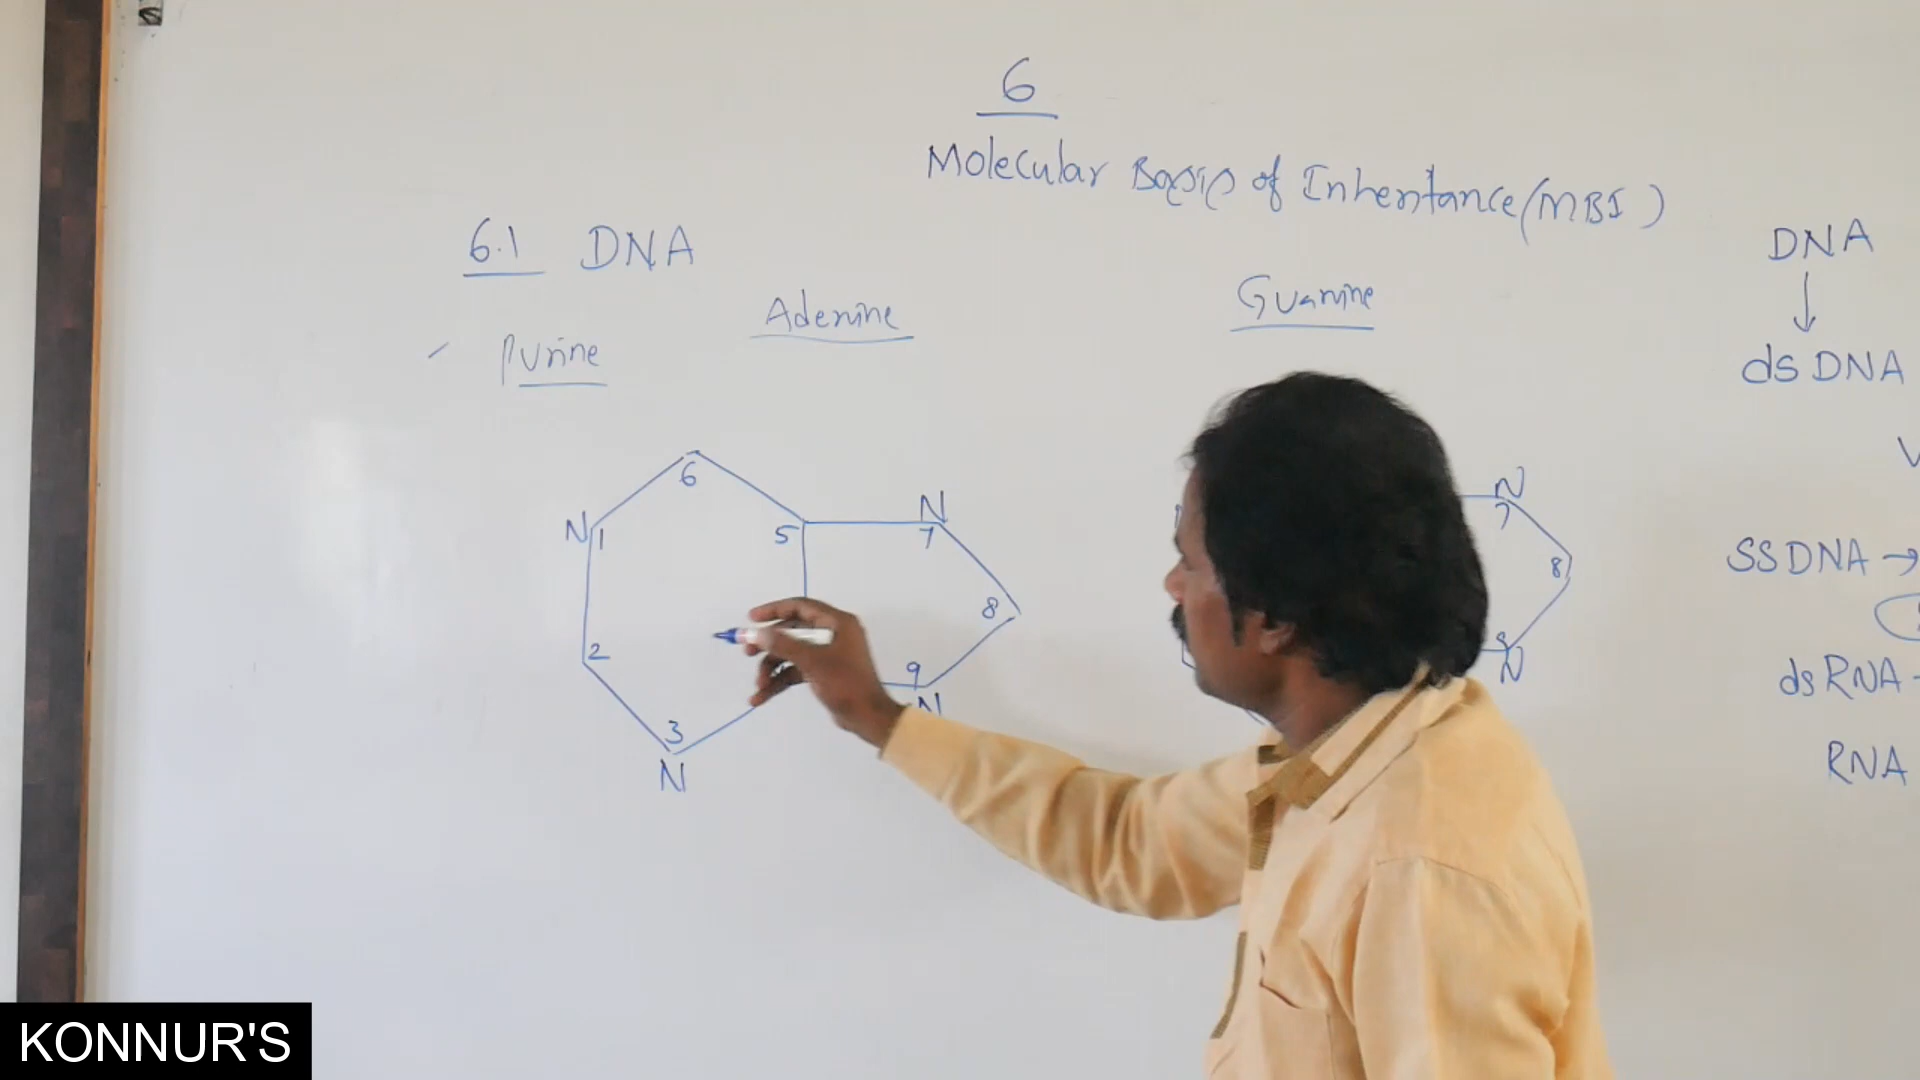 6
Molecular Basis of Inheritance (MBI)
6.1 DNA
DNA
Adenine
Guanine
Purine
ds DNA
6
N 1
5
N
7
8
2
9
N
3
N
N
7
8
9
N
SS DNA →
ds RNA
RNA
KONNUR'S